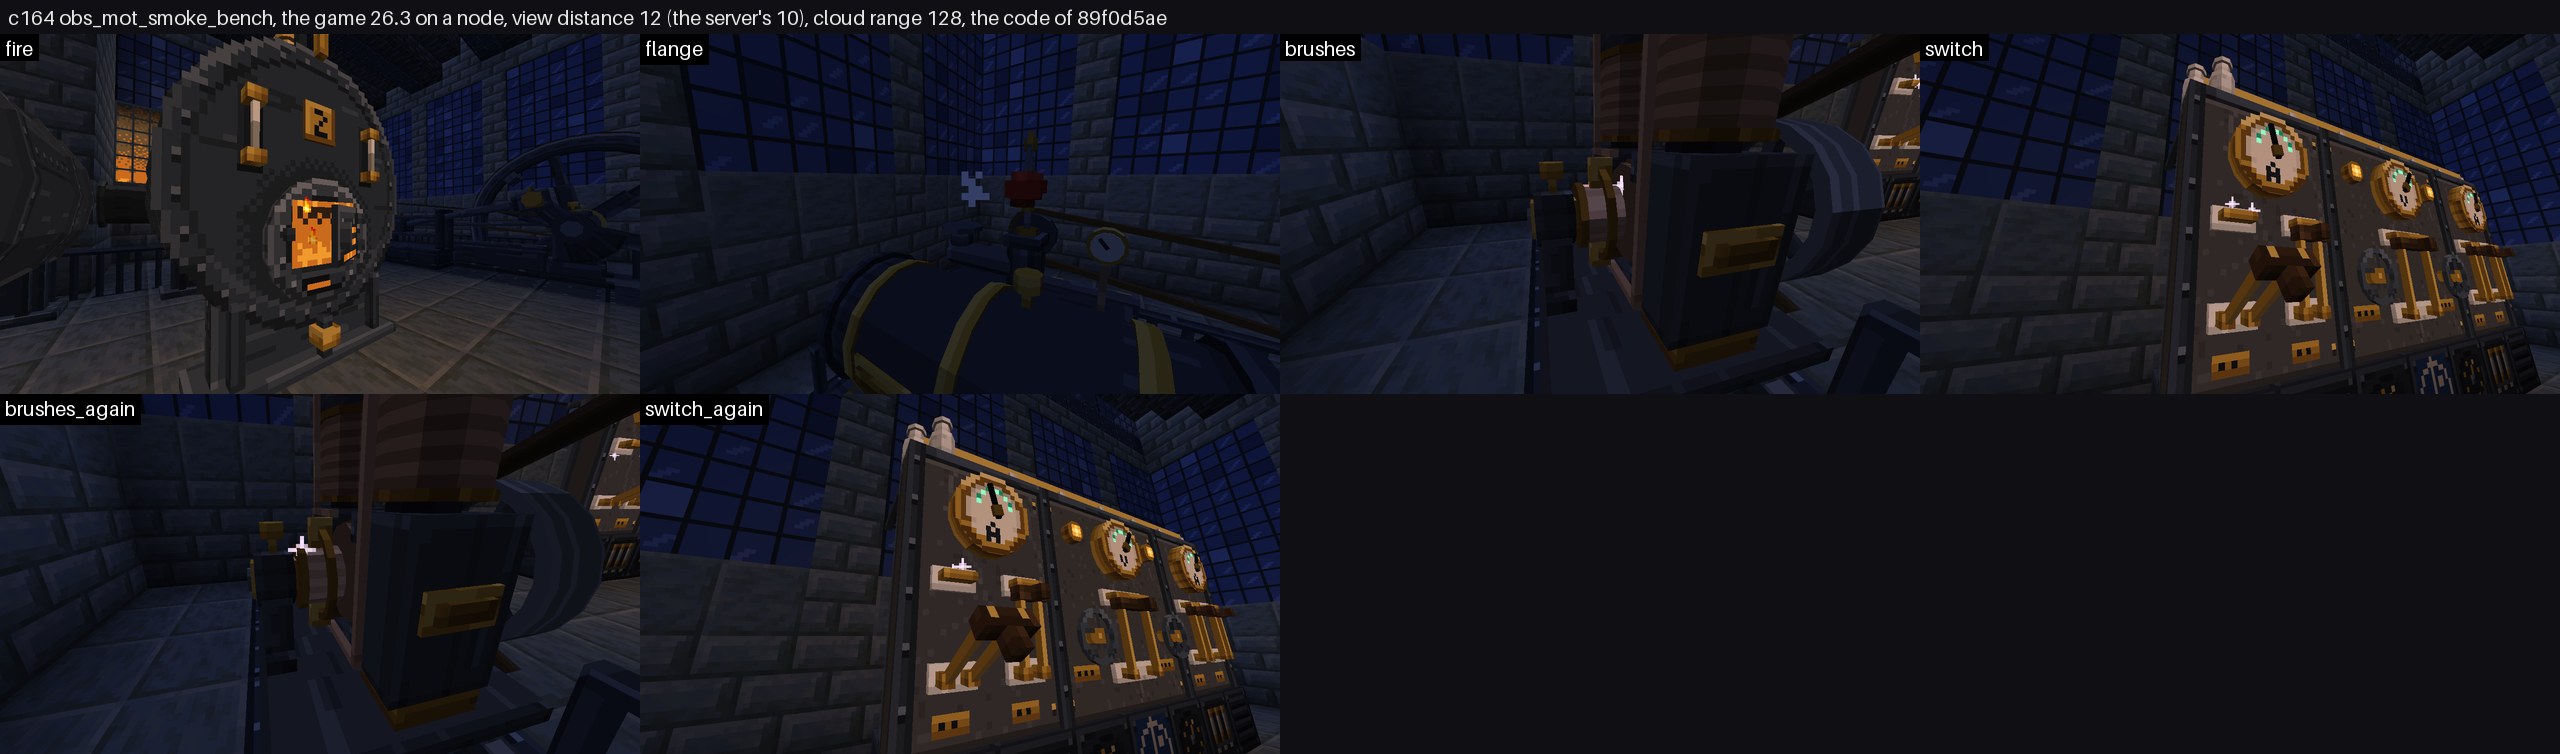 c164 obs_mot_smoke_bench, the game 26.3 on a node, view distance 12 (the server's 10), cloud range 128, the code of 89f0d5ae
fire
flange
brushes
switch
2
A
V
brushes_again
switch_again
A
V